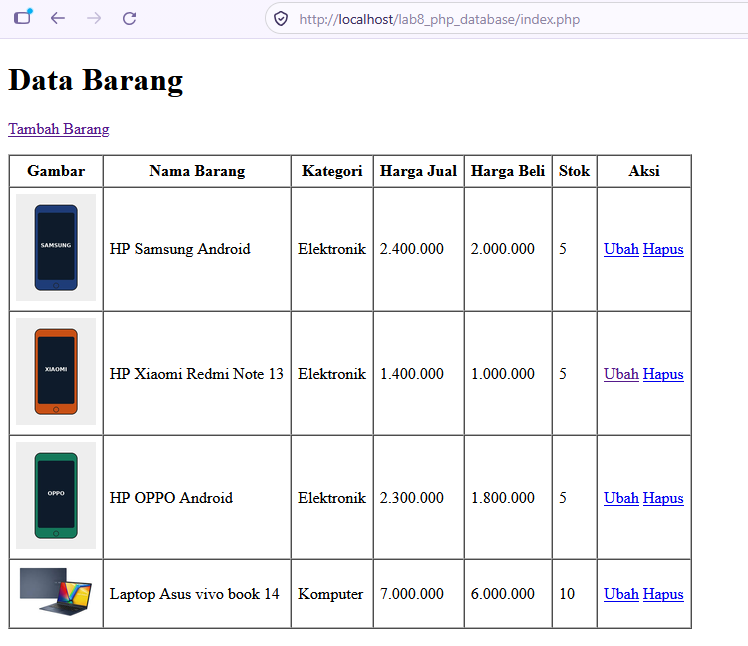 http://localhost/lab8_php_database/index.php
Data Barang
Tambah Barang
Gambar Nama Barang Kategori Harga Jual Harga Beli Stok Aksi
SAMSUNG HP Samsung Android Elektronik 2.400.000 2.000.000 5 Ubah Hapus
XIAOMI HP Xiaomi Redmi Note 13 Elektronik 1.400.000 1.000.000 5 Ubah Hapus
OPPO HP OPPO Android Elektronik 2.300.000 1.800.000 5 Ubah Hapus
Laptop Asus vivo book 14 Komputer 7.000.000 6.000.000 10 Ubah Hapus